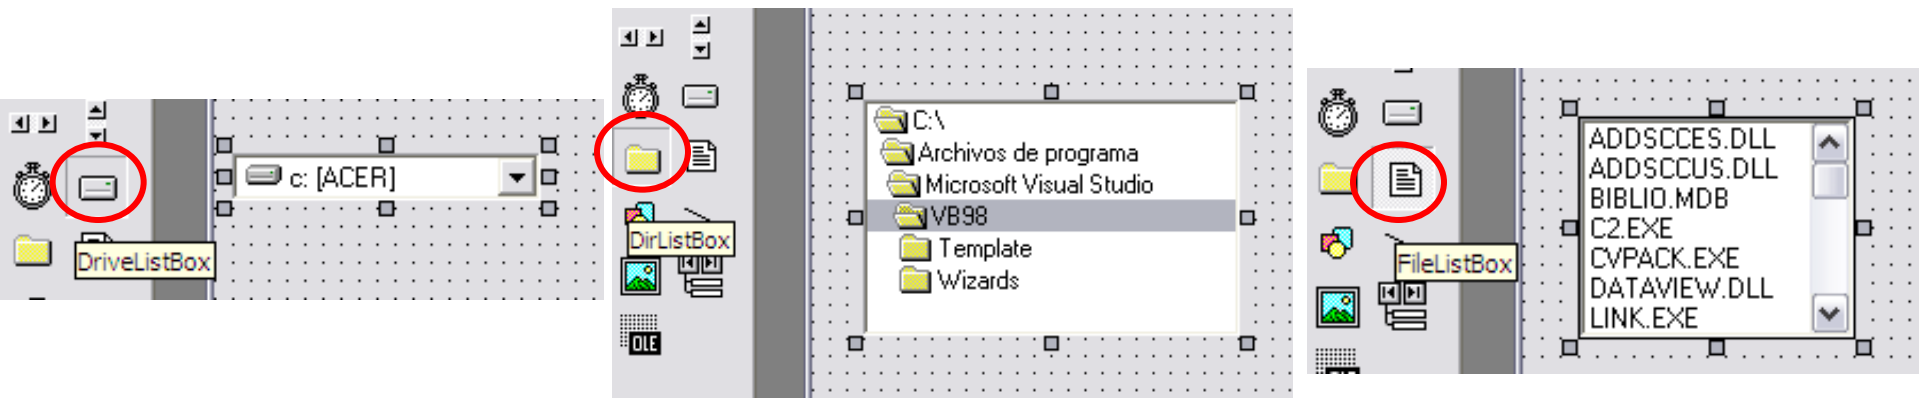 c: [ACER]
DriveListBox
C:\
Archivos de programa
Microsoft Visual Studio
VB98
Template
Wizards
DirListBox
OLE
ADDSCCES.DLL
ADDSCCUS.DLL
BIBLIO.MDB
C2.EXE
CVPACK.EXE
DATAVIEW.DLL
LINK.EXE
FileListBox